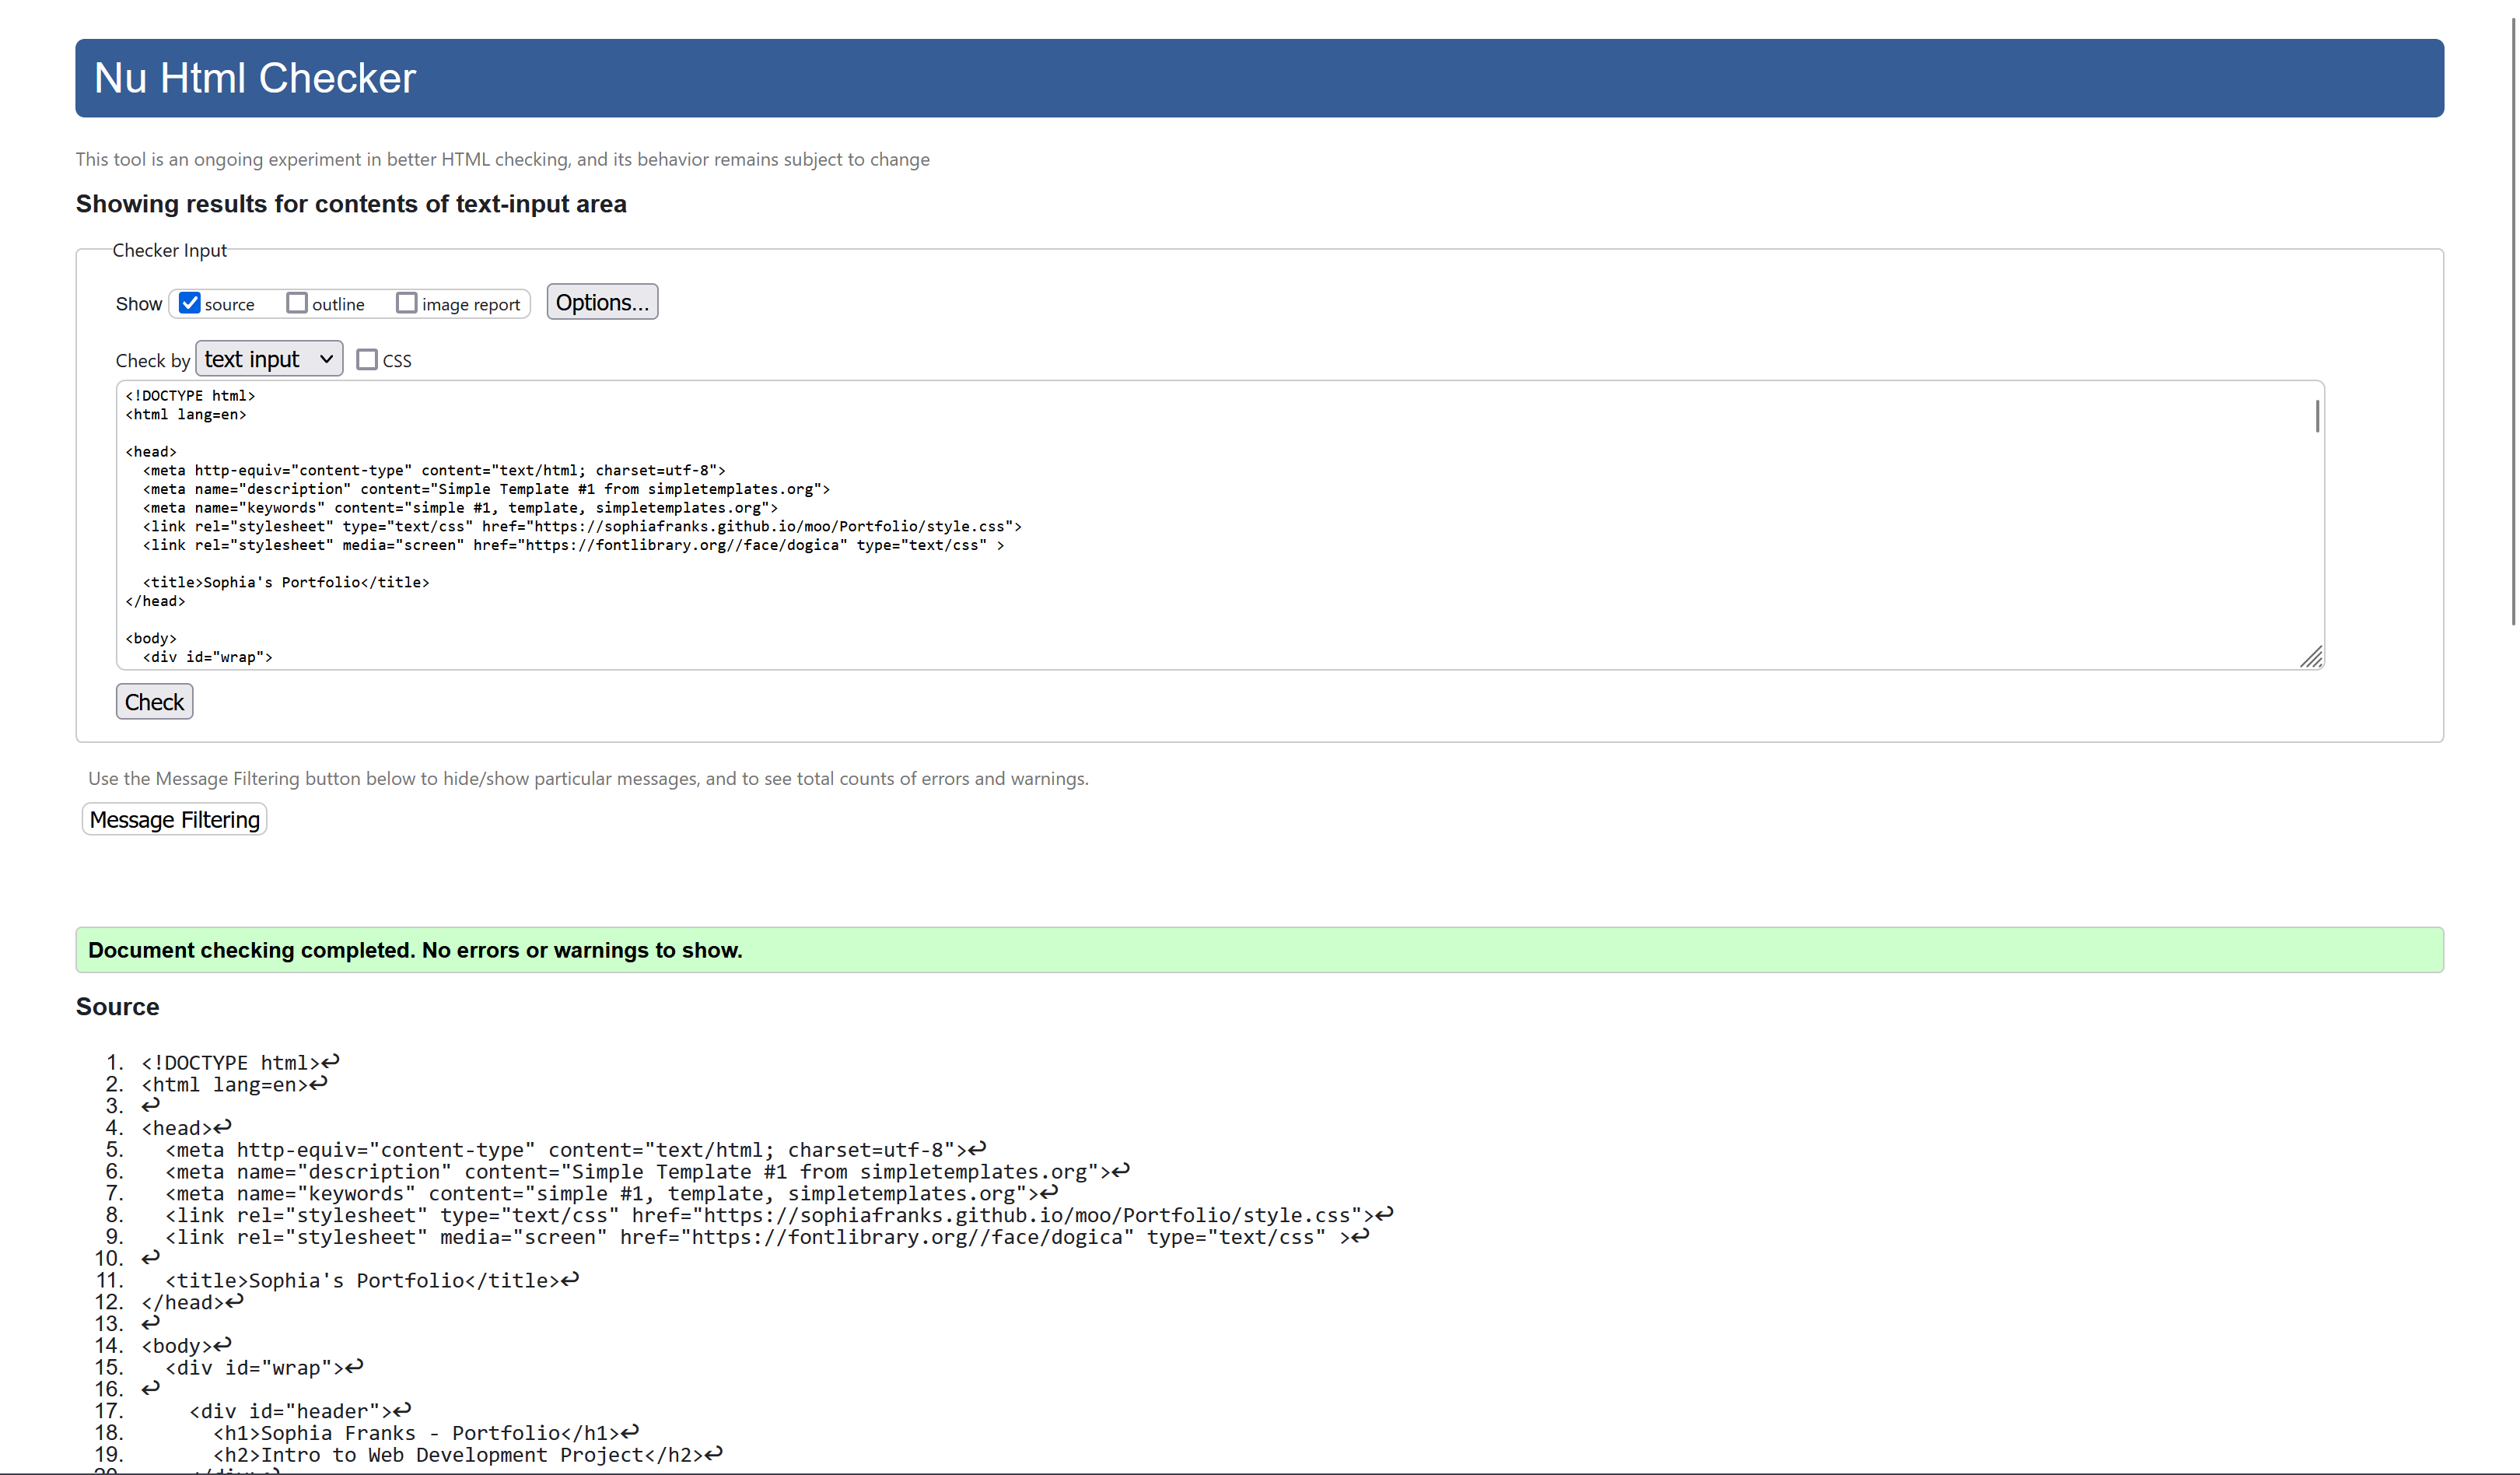 Nu Html Checker
This tool is an ongoing experiment in better HTML checking, and its behavior remains subject to change
Showing results for contents of text-input area
Checker Input
Show source outline image report Options...
Check by text input CSS
<!DOCTYPE html>
<html lang=en>
<head>
<meta http-equiv="content-type" content="text/html; charset=utf-8">
<meta name="description" content="Simple Template #1 from simpletemplates.org">
<meta name="keywords" content="simple #1, template, simpletemplates.org">
<link rel="stylesheet" type="text/css" href="https://sophiafranks.github.io/moo/Portfolio/style.css">
<link rel="stylesheet" media="screen" href="https://fontlibrary.org//face/dogica" type="text/css" >
<title>Sophia's Portfolio</title>
</head>
<body>
<div id="wrap">
Check
Use the Message Filtering button below to hide/show particular messages, and to see total counts of errors and warnings.
Message Filtering
Document checking completed. No errors or warnings to show.
Source
1. <!DOCTYPE html>↩
2. <html lang=en>↩
3. ↩
4. <head>↩
5. <meta http-equiv="content-type" content="text/html; charset=utf-8">↩
6. <meta name="description" content="Simple Template #1 from simpletemplates.org">↩
7. <meta name="keywords" content="simple #1, template, simpletemplates.org">↩
8. <link rel="stylesheet" type="text/css" href="https://sophiafranks.github.io/moo/Portfolio/style.css">↩
9. <link rel="stylesheet" media="screen" href="https://fontlibrary.org//face/dogica" type="text/css" >↩
10. ↩
11. <title>Sophia's Portfolio</title>↩
12. </head>↩
13. ↩
14. <body>↩
15. <div id="wrap">↩
16. ↩
17. <div id="header">↩
18. <h1>Sophia Franks - Portfolio</h1>↩
19. <h2>Intro to Web Development Project</h2>↩